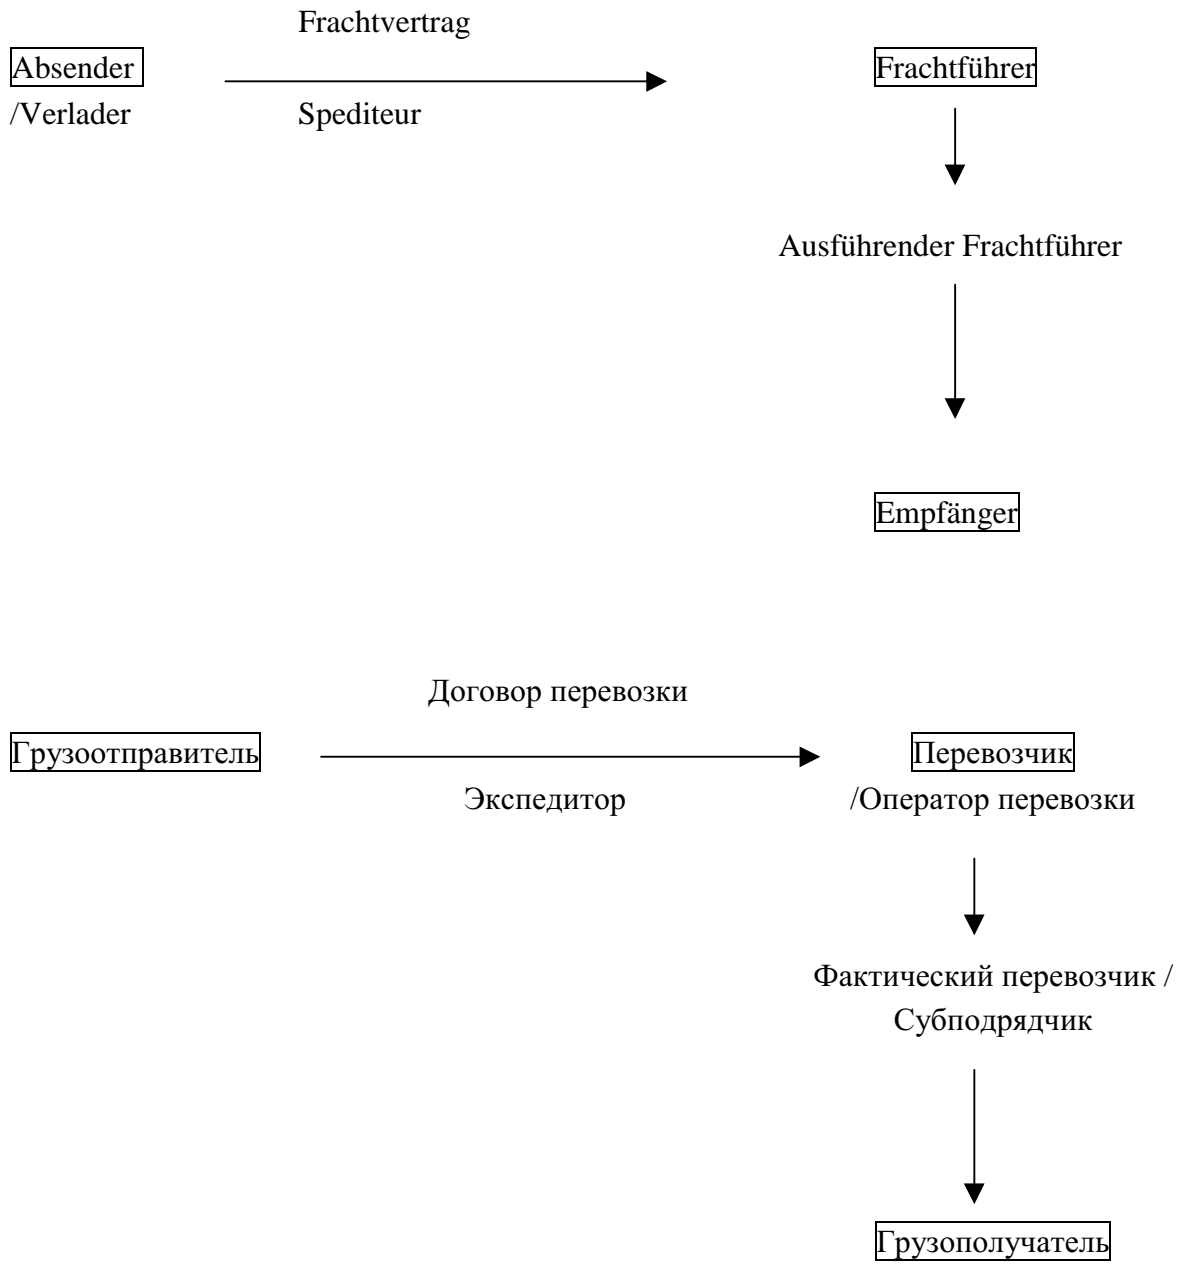 Frachtvertrag
Absender
Frachtführer
/Verlader
Spediteur
Ausführender Frachtführer
Empfänger
Договор перевозки
Грузоотправитель
Перевозчик
Экспедитор
/Оператор перевозки
Фактический перевозчик /
Субподрядчик
Грузополучатель